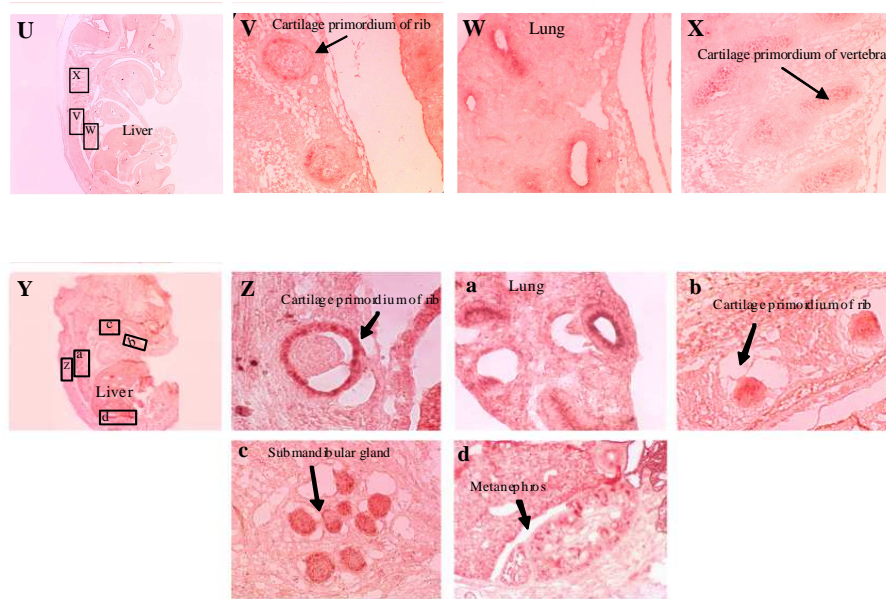 U
X
V
W
Liver
V
Cartilage primordium of rib
W
Lung
X
Cartilage primordium of vertebra
Y
c
b
a
Z
Liver
d
Z
Cartilage primordium of rib
a
Lung
b
Cartilage primordium of rib
c
Submandibular gland
d
Metanephros